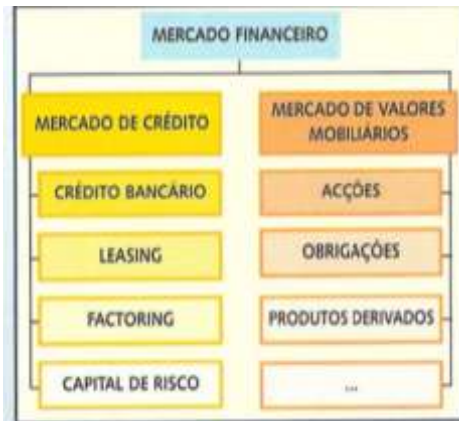 MERCADO FINANCEIRO
MERCADO DE CRÉDITO
CRÉDITO BANCÁRIO
LEASING
FACTORING
CAPITAL DE RISCO
MERCADO DE VALORES
MOBILIÁRIOS
ACÇÕES
OBRIGAÇÕES
PRODUTOS DERIVADOS
...